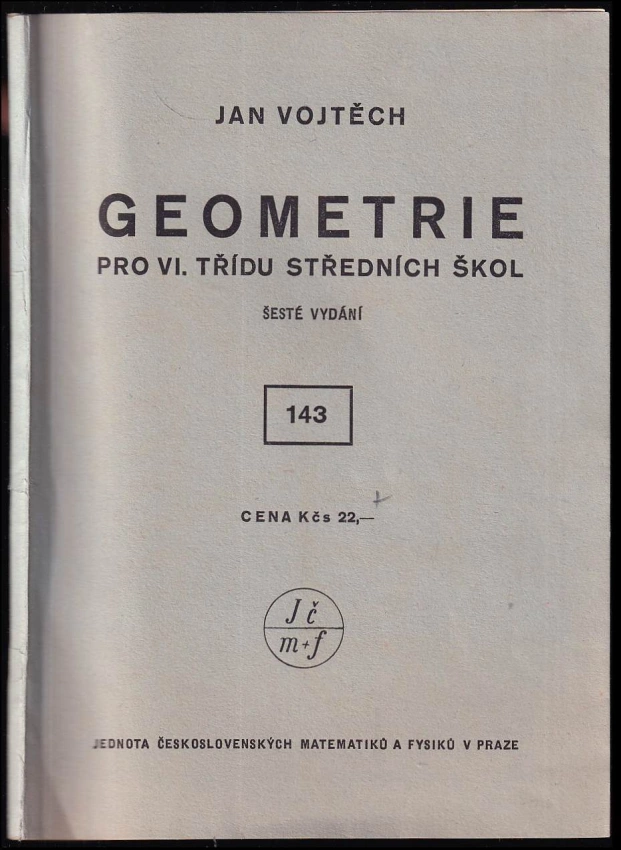 JAN VOJTĚCH
GEOMETRIE
PRO VI. TŘÍDU STŘEDNÍCH ŠKOL
ŠESTÉ VYDÁNÍ
143
CENA Kčs 22,—
J č
m+f
JEDNOTA ČESKOSLOVENSKÝCH MATEMATIKŮ A FYSIKŮ V PRAZE